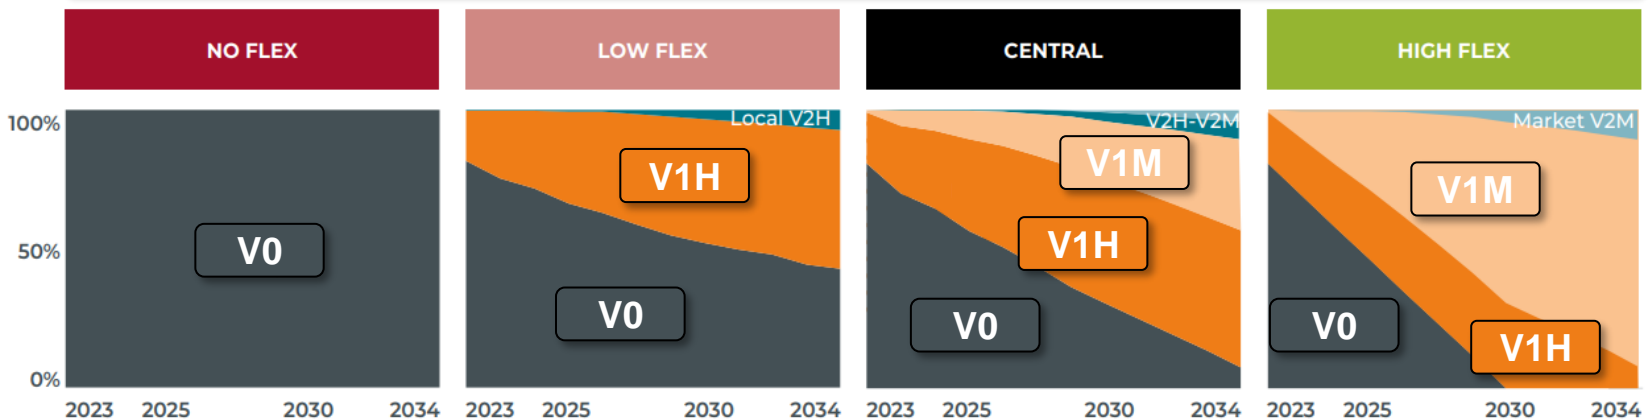 NO FLEX
LOW FLEX
CENTRAL
HIGH FLEX
100%
50%
0%
V0
2023 2025 2030 2034
Local V2H
V1H
V0
2023 2025 2030 2034
V2H-V2M
V1M
V1H
V0
2023 2025 2030 2034
Market V2M
V1M
V0
V1H
2023 2025 2030 2034